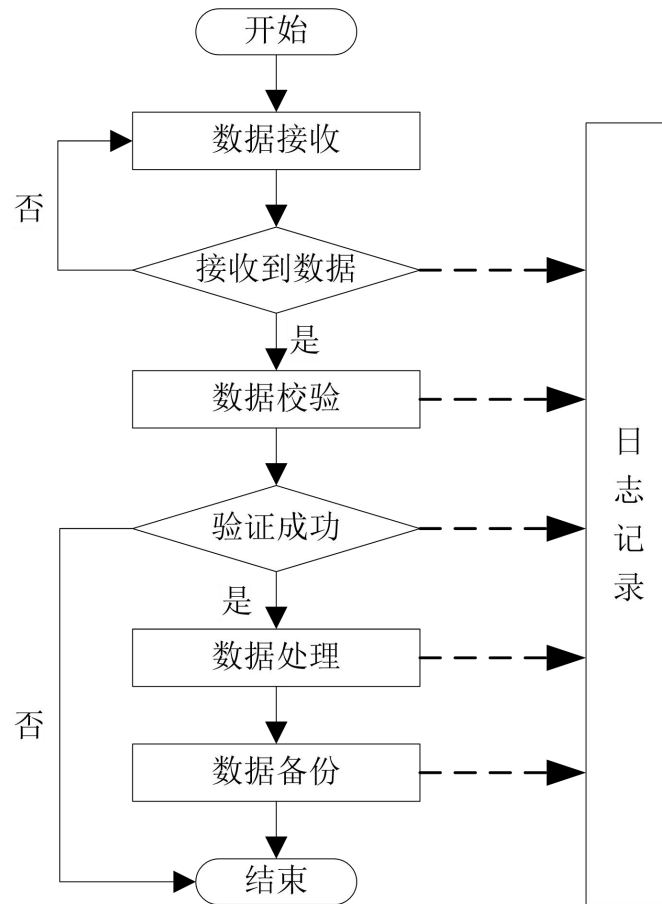 开始
数据接收
否
接收到数据
是
数据校验
验证成功
是
数据处理
否
数据备份
结束
日
志
记
录